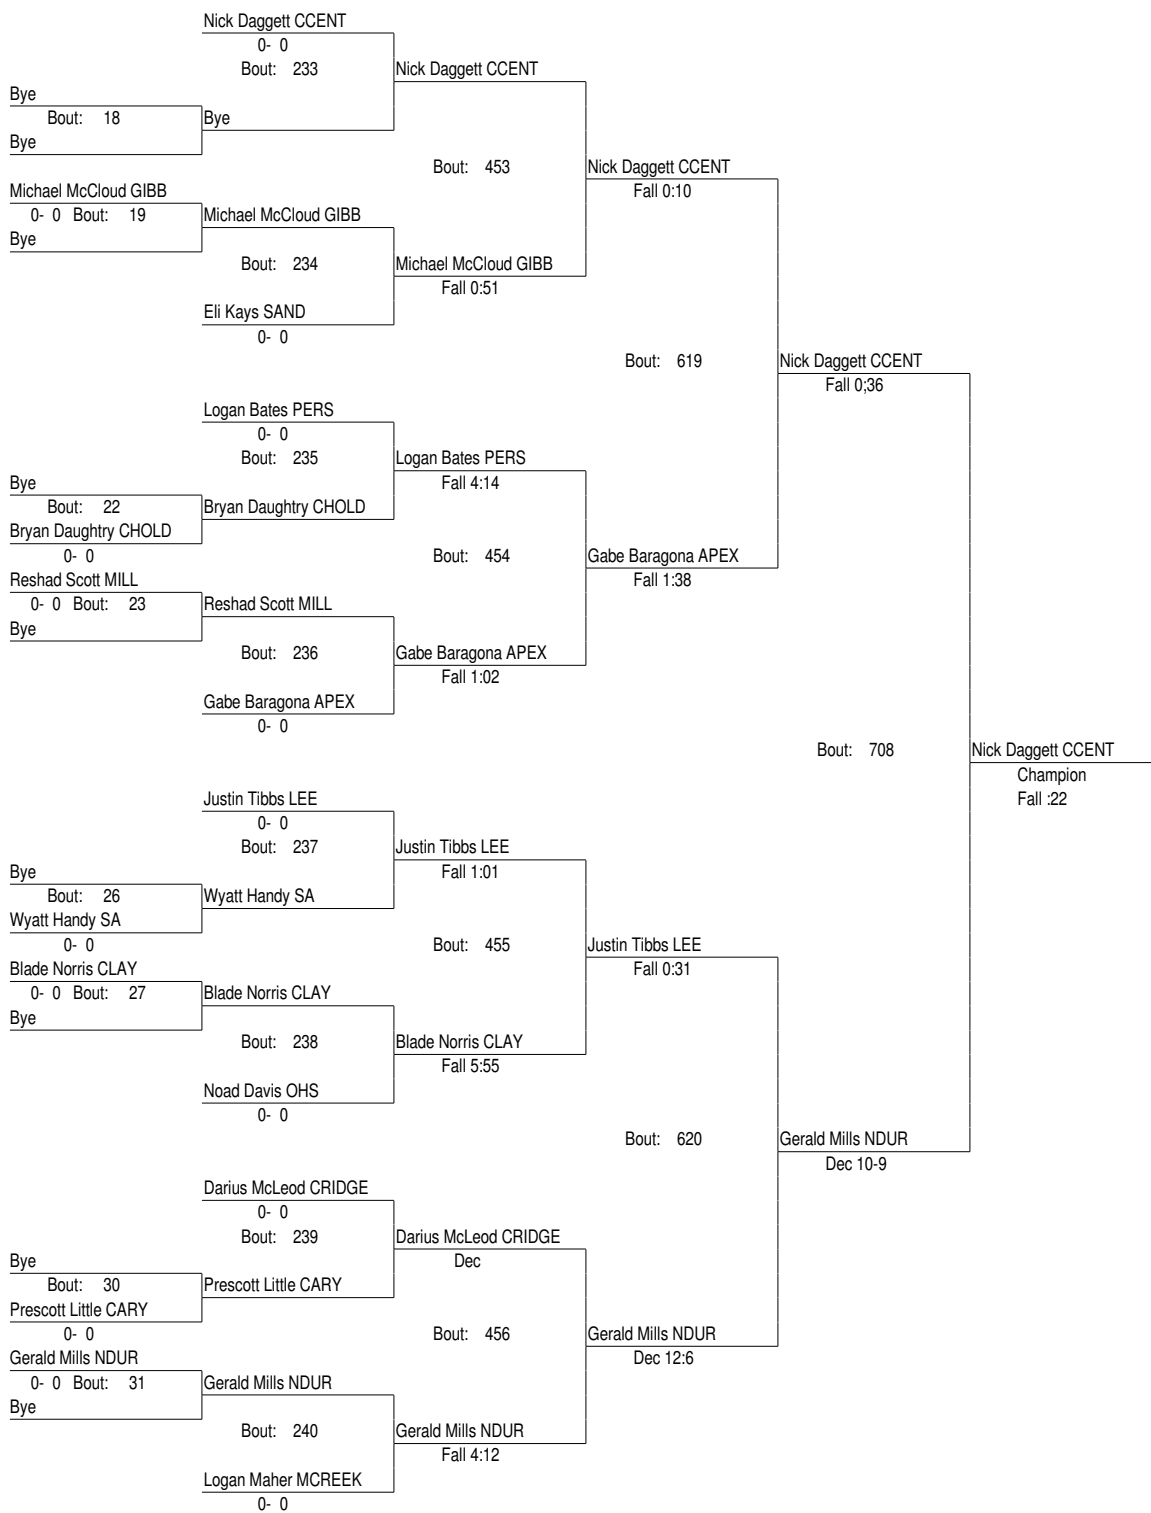 Nick Daggett CCENT
0- 0
Bout: 233
Nick Daggett CCENT
Bye
Bout: 18
Bye
Bye
Bout: 453
Nick Daggett CCENT
Fall 0:10
Michael McCloud GIBB
0- 0 Bout: 19
Michael McCloud GIBB
Bye
Bout: 234
Michael McCloud GIBB
Fall 0:51
Eli Kays SAND
0- 0
Bout: 619
Nick Daggett CCENT
Fall 0;36
Logan Bates PERS
0- 0
Bout: 235
Logan Bates PERS
Fall 4:14
Bye
Bout: 22
Bryan Daughtry CHOLD
Bryan Daughtry CHOLD
0- 0
Bout: 454
Gabe Baragona APEX
Fall 1:38
Reshad Scott MILL
0- 0 Bout: 23
Reshad Scott MILL
Bye
Bout: 236
Gabe Baragona APEX
Fall 1:02
Gabe Baragona APEX
0- 0
Bout: 708
Nick Daggett CCENT
Champion
Fall :22
Justin Tibbs LEE
0- 0
Bout: 237
Justin Tibbs LEE
Fall 1:01
Bye
Bout: 26
Wyatt Handy SA
Wyatt Handy SA
0- 0
Bout: 455
Justin Tibbs LEE
Fall 0:31
Blade Norris CLAY
0- 0 Bout: 27
Blade Norris CLAY
Bye
Bout: 238
Blade Norris CLAY
Fall 5:55
Noad Davis OHS
0- 0
Bout: 620
Gerald Mills NDUR
Dec 10-9
Darius McLeod CRIDGE
0- 0
Bout: 239
Darius McLeod CRIDGE
Dec
Bye
Bout: 30
Prescott Little CARY
Prescott Little CARY
0- 0
Bout: 456
Gerald Mills NDUR
Dec 12:6
Gerald Mills NDUR
0- 0 Bout: 31
Gerald Mills NDUR
Bye
Bout: 240
Gerald Mills NDUR
Fall 4:12
Logan Maher MCREEK
0- 0